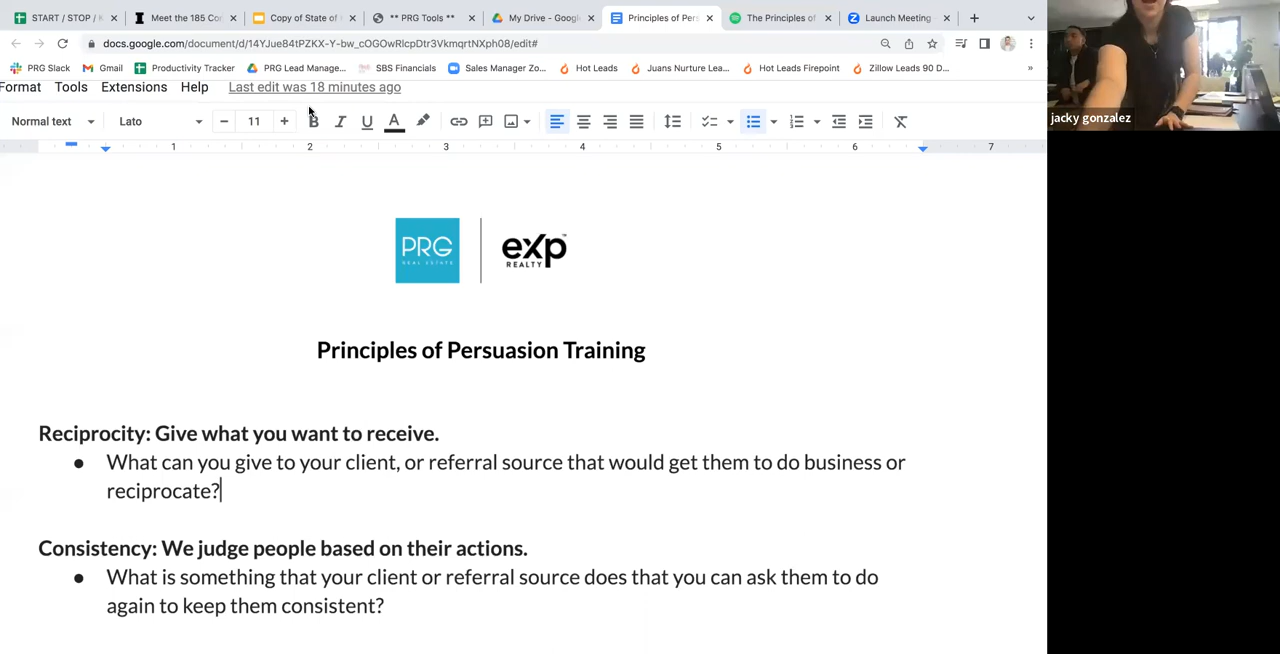 START / STOP / K
Meet the 185 Cor
Copy of State of
** PRG Tools **
My Drive - Googl
Principles of Pers
The Principles of
Launch Meeting
docs.google.com/document/d/14YJue84tPZKX-Y-bw_cOGOwRlcpDtr3VkmqrtNXph08/edit#
PRG Slack
Gmail
Productivity Tracker
PRG Lead Manage...
SBS Financials
Sales Manager Zo...
Hot Leads
Juans Nurture Lea...
Hot Leads Firepoint
Zillow Leads 90 D...
»
Format Tools Extensions Help Last edit was 18 minutes ago
Normal text Lato − 11 + B I U A
1 2 3 4 5 6 7
jacky gonzalez
PRG
REAL ESTATE
exp
REALTY
Principles of Persuasion Training
Reciprocity: Give what you want to receive.
● What can you give to your client, or referral source that would get them to do business or
reciprocate?
Consistency: We judge people based on their actions.
● What is something that your client or referral source does that you can ask them to do
again to keep them consistent?